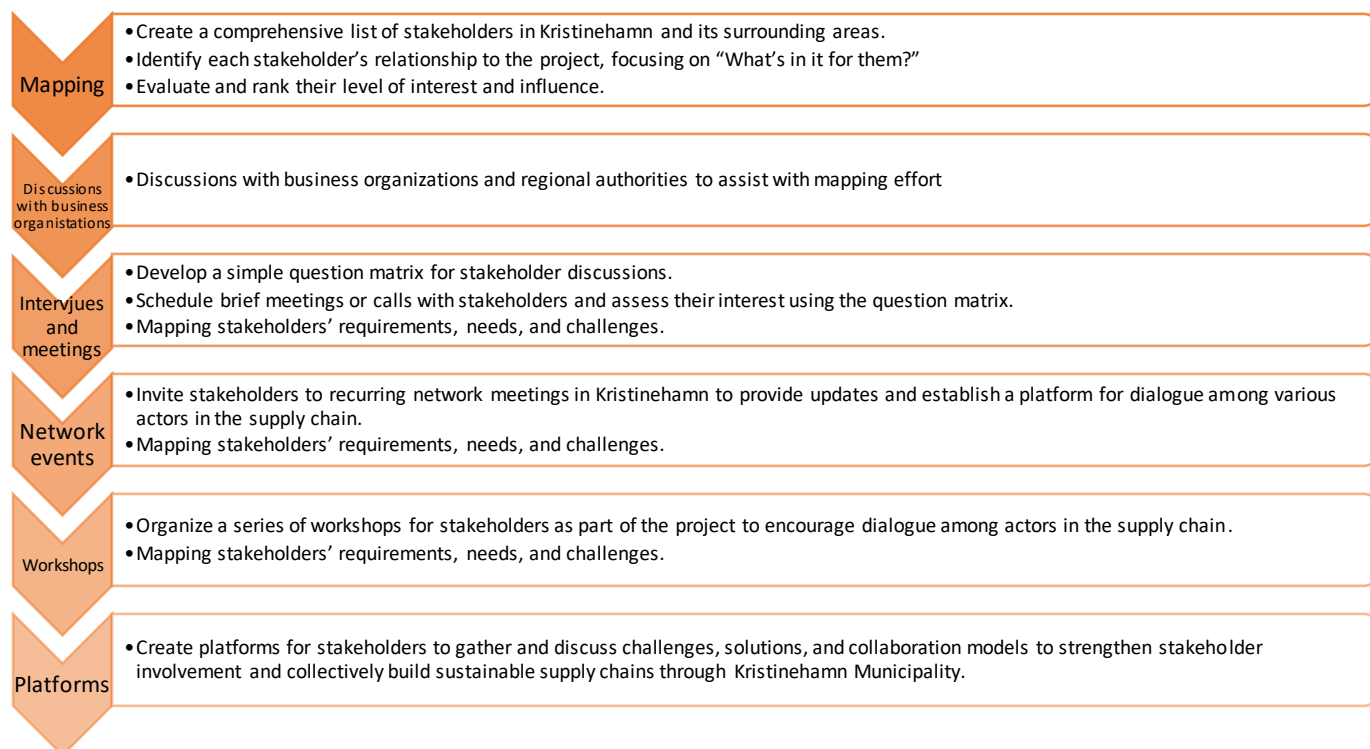 Mapping
•Create a comprehensive list of stakeholders in Kristinehamn and its surrounding areas.
•Identify each stakeholder’s relationship to the project, focusing on “What’s in it for them?”
•Evaluate and rank their level of interest and influence.
Discussions
with business
organistations
•Discussions with business organizations and regional authorities to assist with mapping effort
Intervjues
and
meetings
•Develop a simple question matrix for stakeholder discussions.
•Schedule brief meetings or calls with stakeholders and assess their interest using the question matrix.
•Mapping stakeholders’ requirements, needs, and challenges.
Network
events
•Invite stakeholders to recurring network meetings in Kristinehamn to provide updates and establish a platform for dialogue among various
actors in the supply chain.
•Mapping stakeholders’ requirements, needs, and challenges.
Workshops
•Organize a series of workshops for stakeholders as part of the project to encourage dialogue among actors in the supply chain.
•Mapping stakeholders’ requirements, needs, and challenges.
Platforms
•Create platforms for stakeholders to gather and discuss challenges, solutions, and collaboration models to strengthen stakeholder
involvement and collectively build sustainable supply chains through Kristinehamn Municipality.